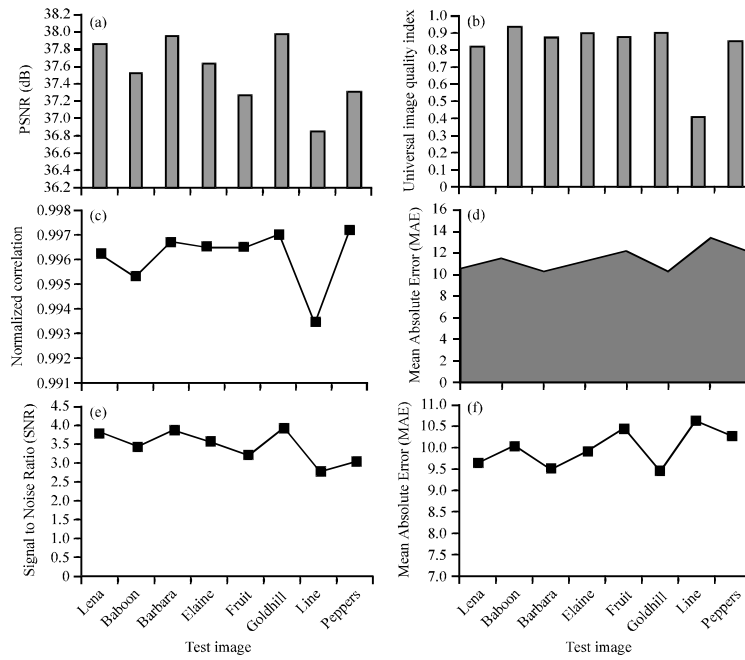 (a)
PSNR (dB)
38.2
38.0
37.8
37.6
37.4
37.2
37.0
36.8
36.6
36.4
36.2
(b)
Universal image quality index
1.0
0.9
0.8
0.7
0.6
0.5
0.4
0.3
0.2
0.1
0
(c)
Normalized correlation
0.998
0.997
0.996
0.995
0.994
0.993
0.992
0.991
(d)
Mean Absolute Error (MAE)
16
14
12
10
8
6
4
2
0
(e)
Signal to Noise Ratio (SNR)
4.5
4.0
3.5
3.0
2.5
2.0
1.5
1.0
0.5
0
Lena
Baboon
Barbara
Elaine
Fruit
Goldhill
Line
Peppers
Test image
(f)
Mean Absolute Error (MAE)
11.0
10.5
10.0
9.5
9.0
8.5
8.0
7.5
7.0
Lena
Baboon
Barbara
Elaine
Fruit
Goldhill
Line
Peppers
Test image